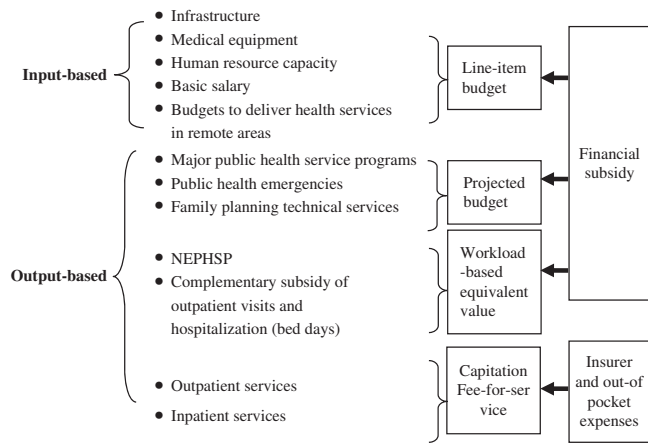 Input-based
• Infrastructure
• Medical equipment
• Human resource capacity
• Basic salary
• Budgets to deliver health services
in remote areas
Line-item
budget
Financial
subsidy
Output-based
• Major public health service programs
• Public health emergencies
• Family planning technical services
Projected
budget
• NEPHSP
• Complementary subsidy of
outpatient visits and
hospitalization (bed days)
Workload
-based
equivalent
value
• Outpatient services
• Inpatient services
Capitation
Fee-for-ser
vice
Insurer
and out-of
pocket
expenses